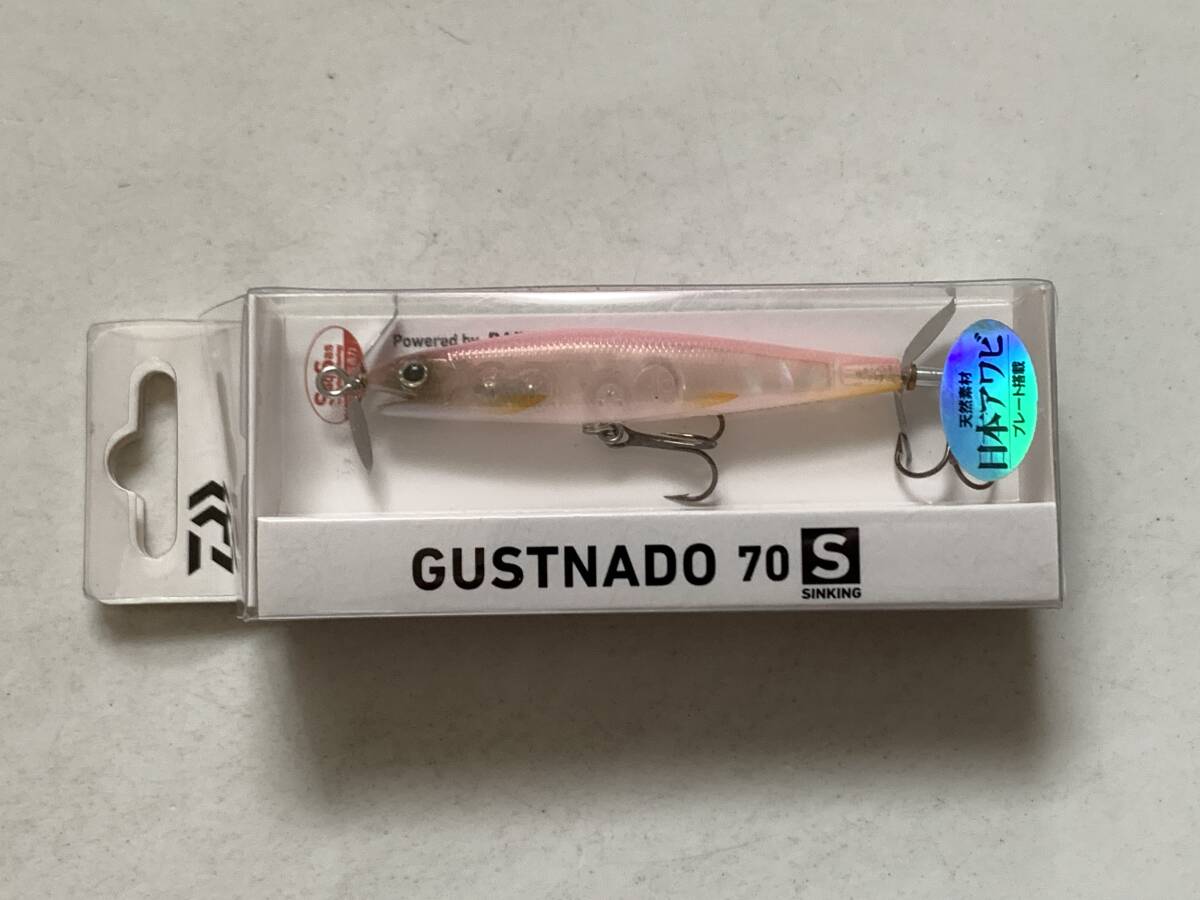 Powered by
GUSTNADO 70 S
SINKING
天然素材
日本アワビ
プレート搭載